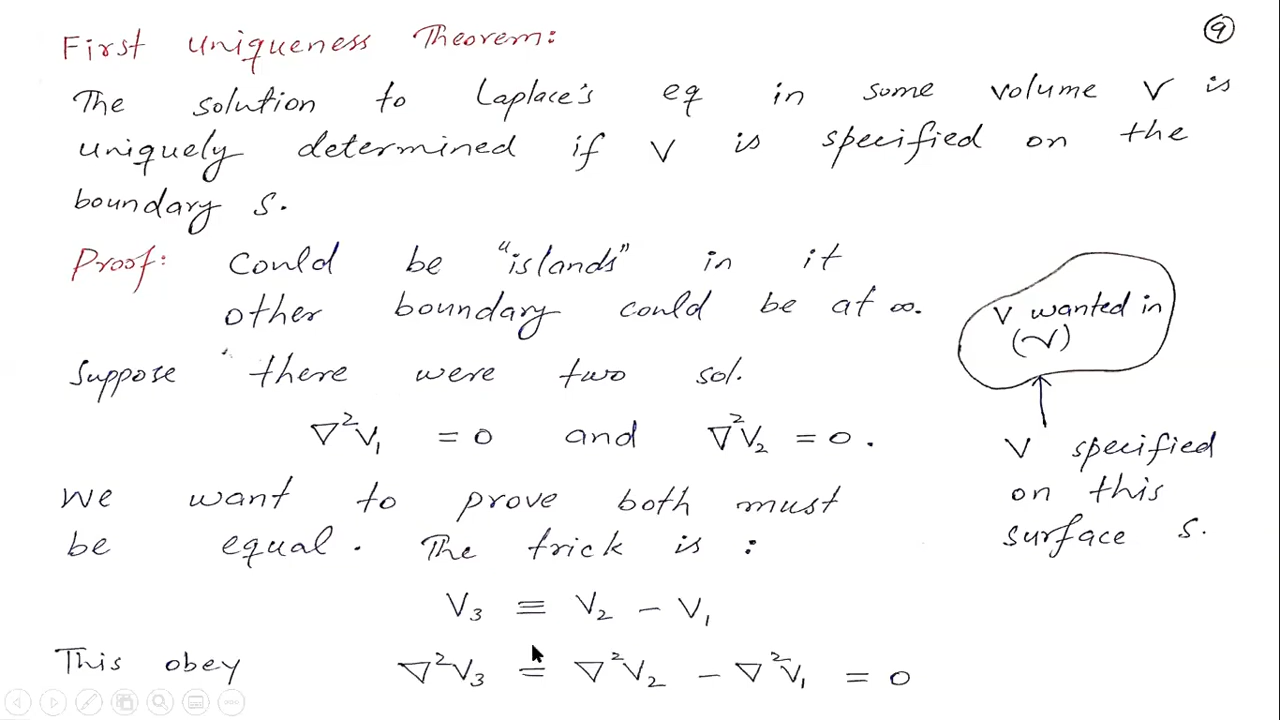 First Uniqueness Theorem:
⑨
The solution to Laplace's eq in some volume V is
uniquely determined if V is specified on the
boundary S.
Proof: Could be "islands" in it
other boundary could be at ∞.
Suppose there were two sol.
∇²V₁ = 0 and ∇²V₂ = 0.
We want to prove both must
be equal. The trick is :
V₃ ≡ V₂ - V₁
This obey ∇²V₃ = ∇²V₂ - ∇²V₁ = 0
V wanted in
(V)
V specified
on this
surface S.